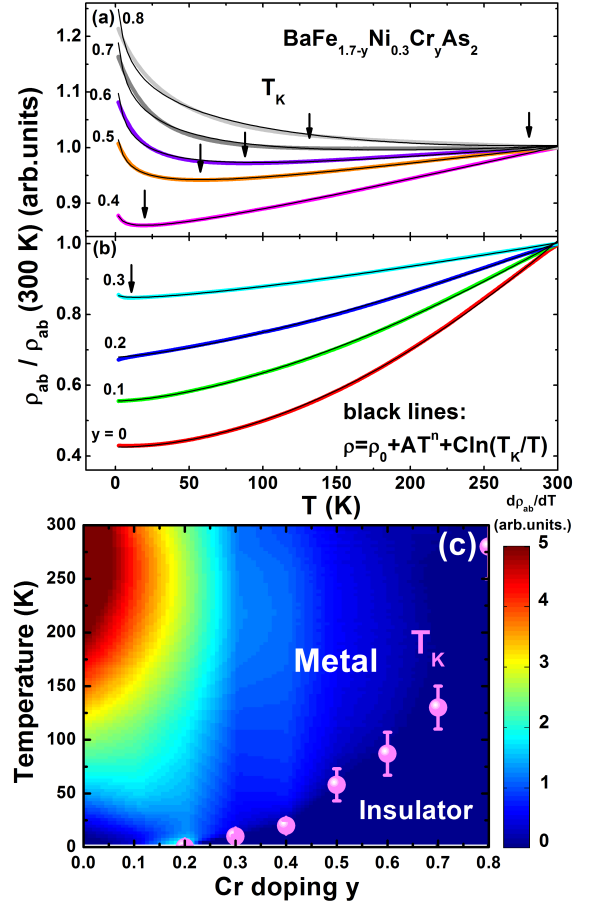 (a)
0.8
BaFe1.7-yNi0.3CryAs2
0.7
TK
0.6
0.5
0.4
1.2
1.1
1.0
0.9
ρab / ρab (300 K) (arb.units)
(b)
0.3
0.2
0.1
y = 0
1.0
0.8
0.6
0.4
black lines:
ρ=ρ0+ATn+Cln(TK/T)
0 50 100 150 200 250 300
T (K)
dρab/dT
(arb.units.)
(c)
300
250
200
150
100
50
0
Temperature (K)
Metal
TK
Insulator
5
4
3
2
1
0
0.0 0.1 0.2 0.3 0.4 0.5 0.6 0.7 0.8
Cr doping y